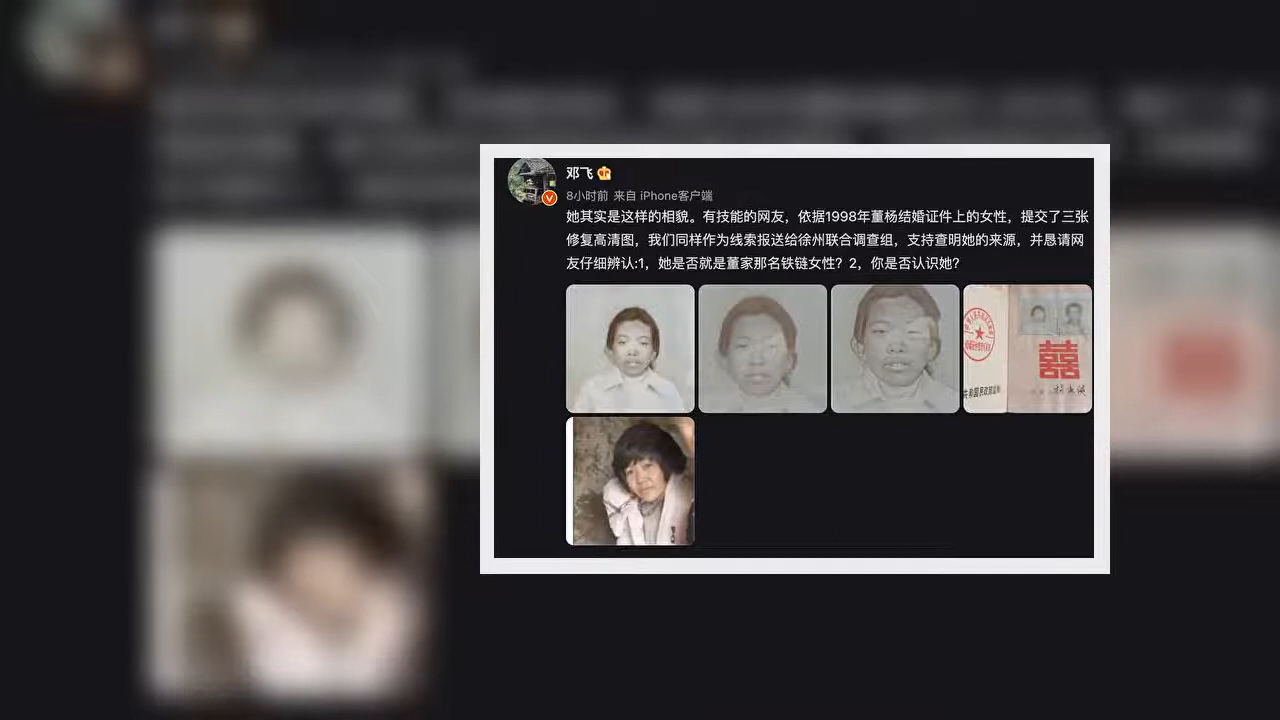 邓飞
8小时前 来自 iPhone客户端
她其实是这样的相貌。有技能的网友，依据1998年董杨结婚证件上的女性，提交了三张
修复高清图，我们同样作为线索报送给徐州联合调查组，支持查明她的来源，并恳请网
友仔细辨认:1，她是否就是董家那名铁链女性？2，你是否认识她？
囍